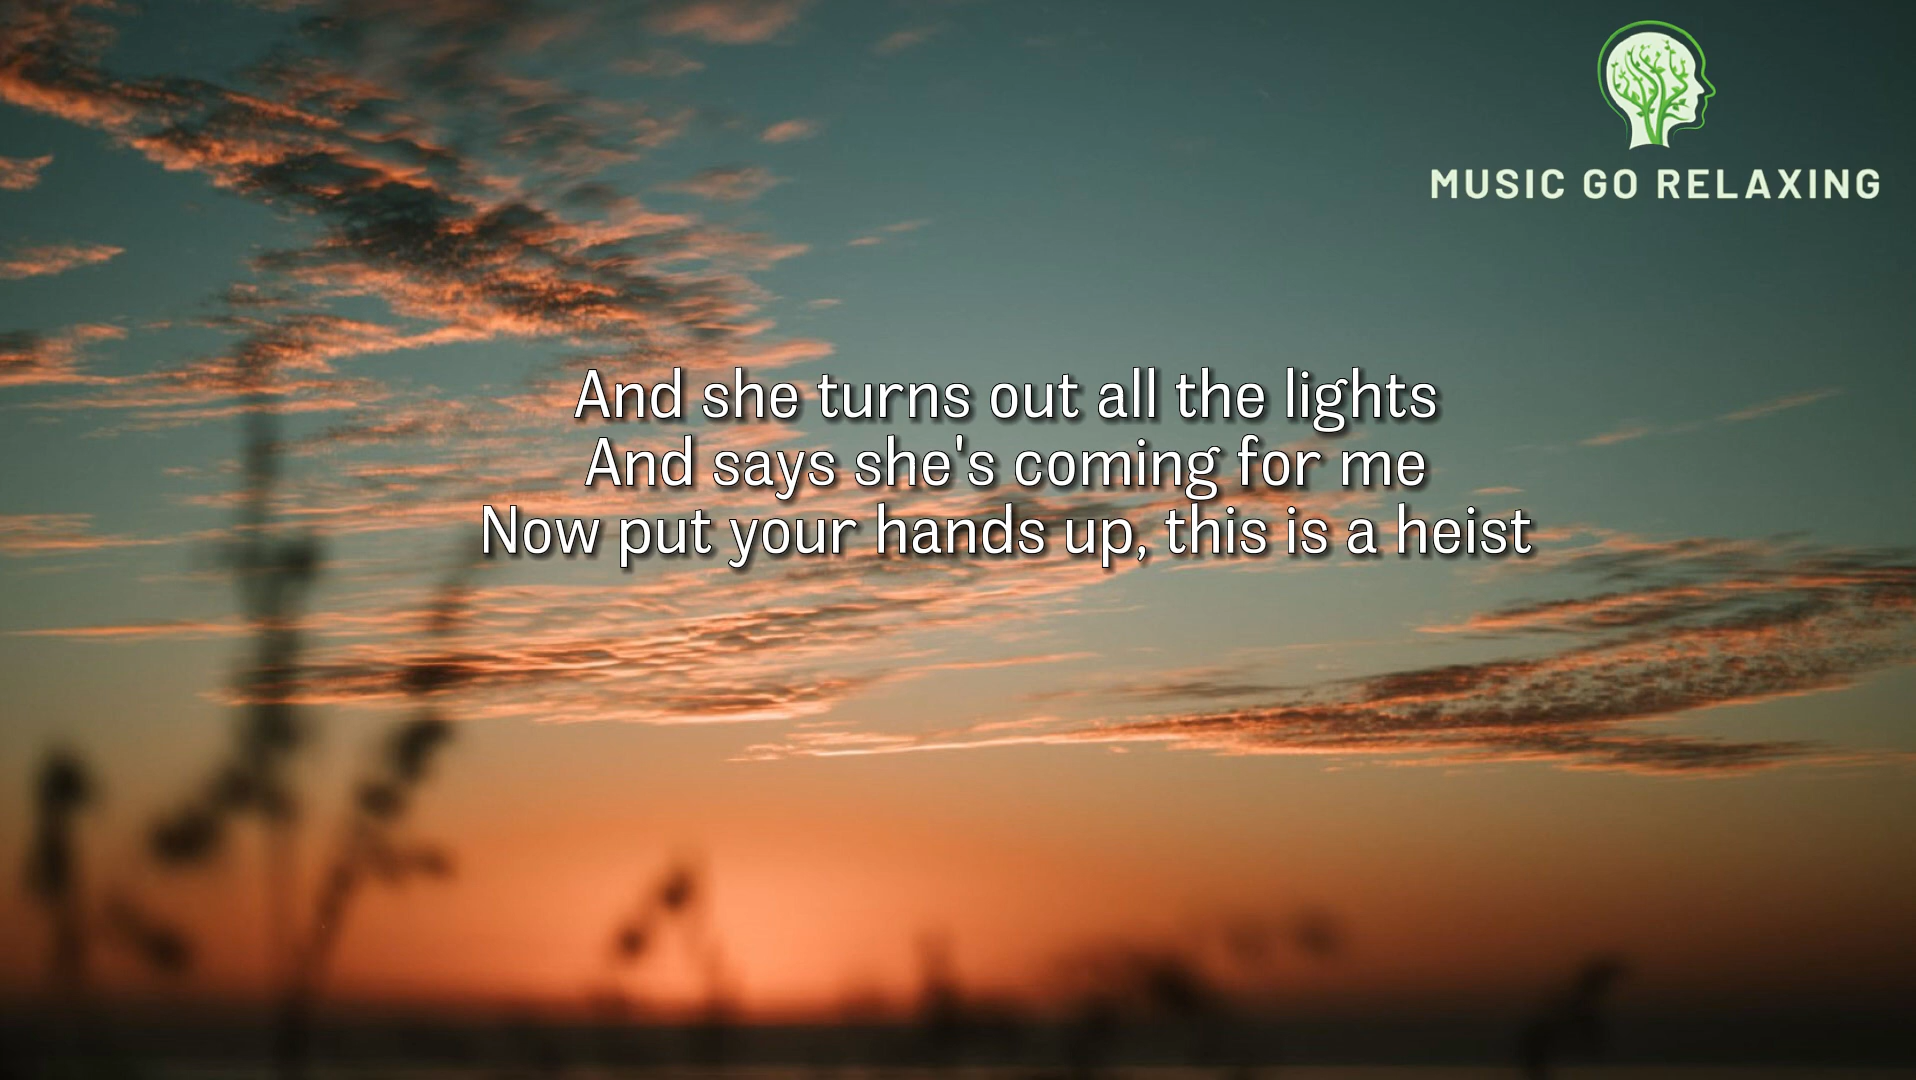 MUSIC GO RELAXING
And she turns out all the lights
And says she's coming for me
Now put your hands up, this is a heist